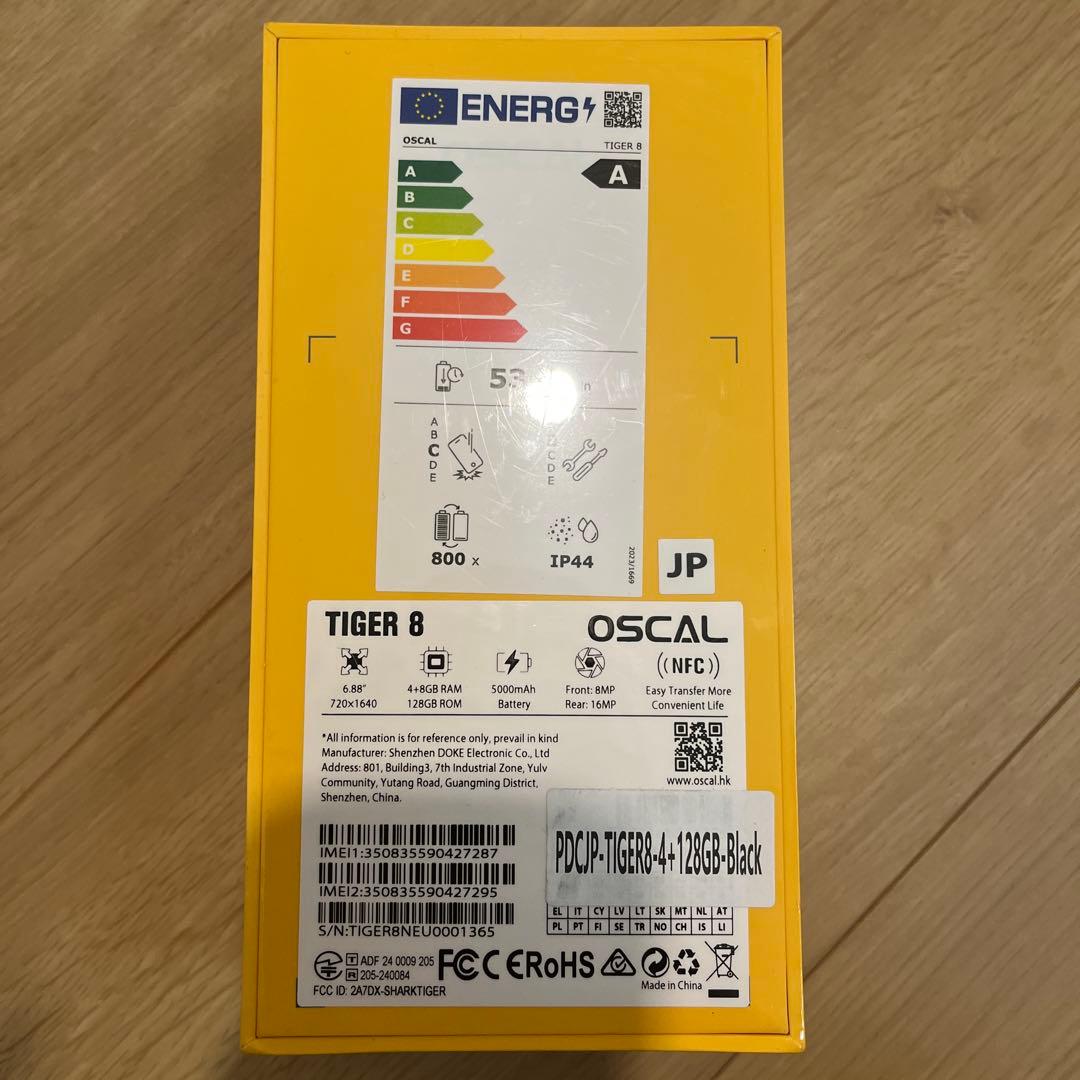 ENERG
OSCAL TIGER 8
A A
B
C
D
E
F
G
53
A
B
C
D
E
C
D
E
800 x
IP44
2023/1669
JP
TIGER 8 OSCAL
((NFC))
6.88" 4+8GB RAM 5000mAh Front: 8MP Easy Transfer More
720×1640 128GB ROM Battery Rear: 16MP Convenient Life
*All information is for reference only, prevail in kind
Manufacturer: Shenzhen DOKE Electronic Co., Ltd
Address: 801, Building3, 7th Industrial Zone, Yulv
Community, Yutang Road, Guangming District,
Shenzhen, China.
www.oscal.hk
PDCJP-TIGER8-4+128GB-Black
IMEI1:350835590427287
IMEI2:350835590427295
S/N:TIGER8NEU0001365
EL IT CY LV LT SK MT NL AT
PL PT FI SE TR NO CH IS LI
T ADF 24 0009 205
R 205-240084
FC CE RoHS
Made in China
FCC ID: 2A7DX-SHARKTIGER